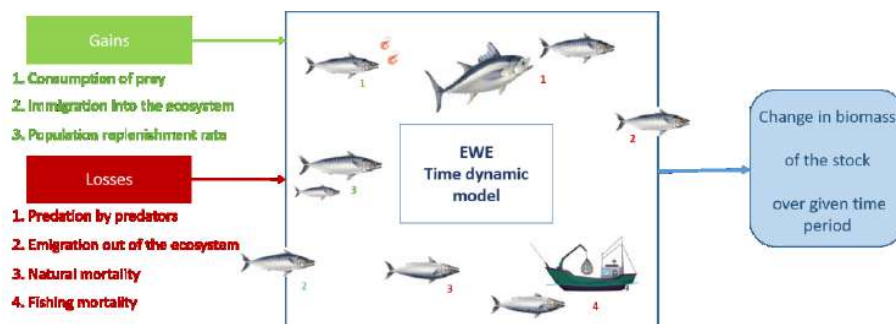 Gains
1. Consumption of prey
2. Immigration into the ecosystem
3. Population replenishment rate
Losses
1. Predation by predators
2. Emigration out of the ecosystem
3. Natural mortality
4. Fishing mortality
1
1
2
EWE
Time dynamic
model
3
2
3
4
Change in biomass
of the stock
over given time
period